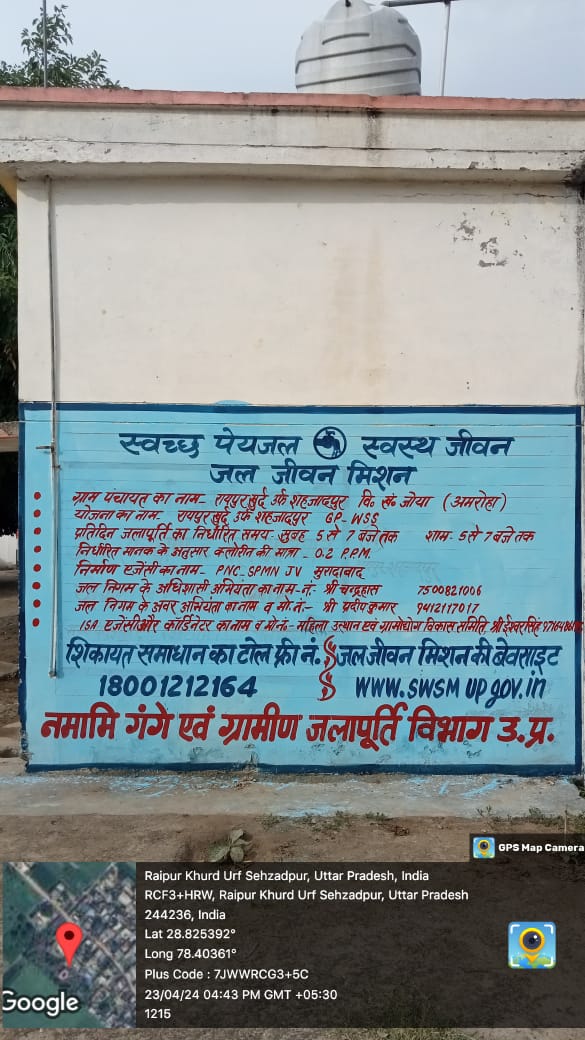 स्वच्छ पेयजल स्वस्थ जीवन
जल जीवन मिशन
ग्राम पंचायत का नाम- रायपुर खुर्द उर्फ शहजादपुर वि० खं० जोया (अमरोहा)
योजना का नाम- रायपुर खुर्द उर्फ शहजादपुर GP-WSS
प्रतिदिन जलापूर्ति का निर्धारित समय- सुबह 5 से 7 बजे तक शाम- 5 से 7 बजे तक
निर्धारित मानक के अनुसार क्लोरीन की मात्रा- 0.2 P.P.M.
निर्माण एजेंसी का नाम- PNC-SPMN JV मुरादाबाद
जल निगम के अधिशासी अभियंता का नाम- नं.- श्री चन्द्रहास 7500821006
जल निगम के अवर अभियंता का नाम व मो.नं- श्री प्रदीप कुमार 9412117017
ISA एजेंसी और कॉर्डिनेटर का नाम व मो.नं- महिला उत्थान एवं ग्रामोद्योग विकास समिति, श्री ईश्वर सिंह
शिकायत समाधान का टोल फ्री नं. जल जीवन मिशन की बेवसाइट
18001212164 www.swsm up gov.in
नमामि गंगे एवं ग्रामीण जलापूर्ति विभाग उ.प्र.
GPS Map Camera
Raipur Khurd Urf Sehzadpur, Uttar Pradesh, India
RCF3+HRW, Raipur Khurd Urf Sehzadpur, Uttar Pradesh
244236, India
Lat 28.825392°
Long 78.40361°
Plus Code : 7JWWRCG3+5C
23/04/24 04:43 PM GMT +05:30
1215
Google